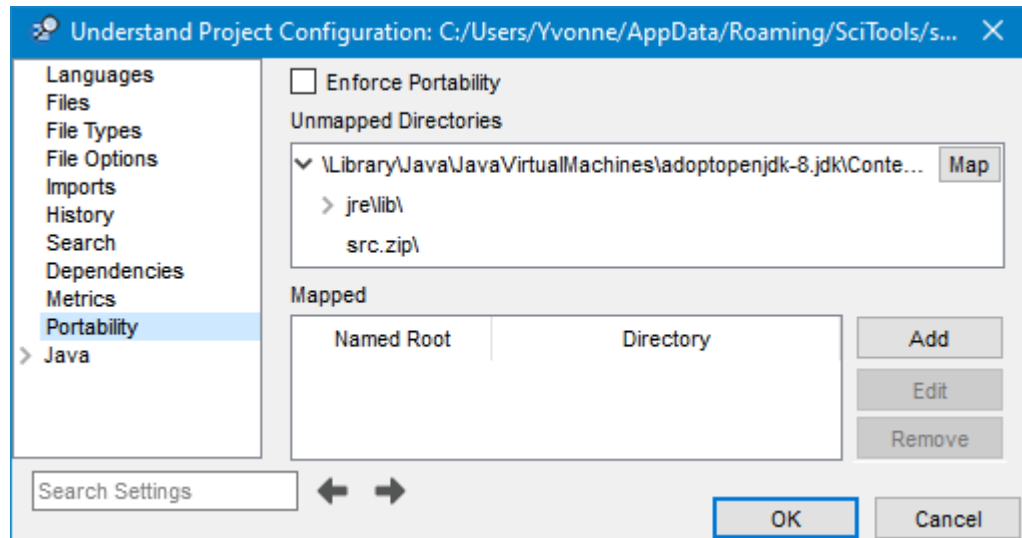 Understand Project Configuration: C:/Users/Yvonne/AppData/Roaming/SciTools/s...
Languages
Files
File Types
File Options
Imports
History
Search
Dependencies
Metrics
Portability
Java
Search Settings
Enforce Portability
Unmapped Directories
\Library\Java\JavaVirtualMachines\adoptopenjdk-8.jdk\Conte... Map
jre\lib\
src.zip\
Mapped
Named Root Directory
Add
Edit
Remove
OK Cancel